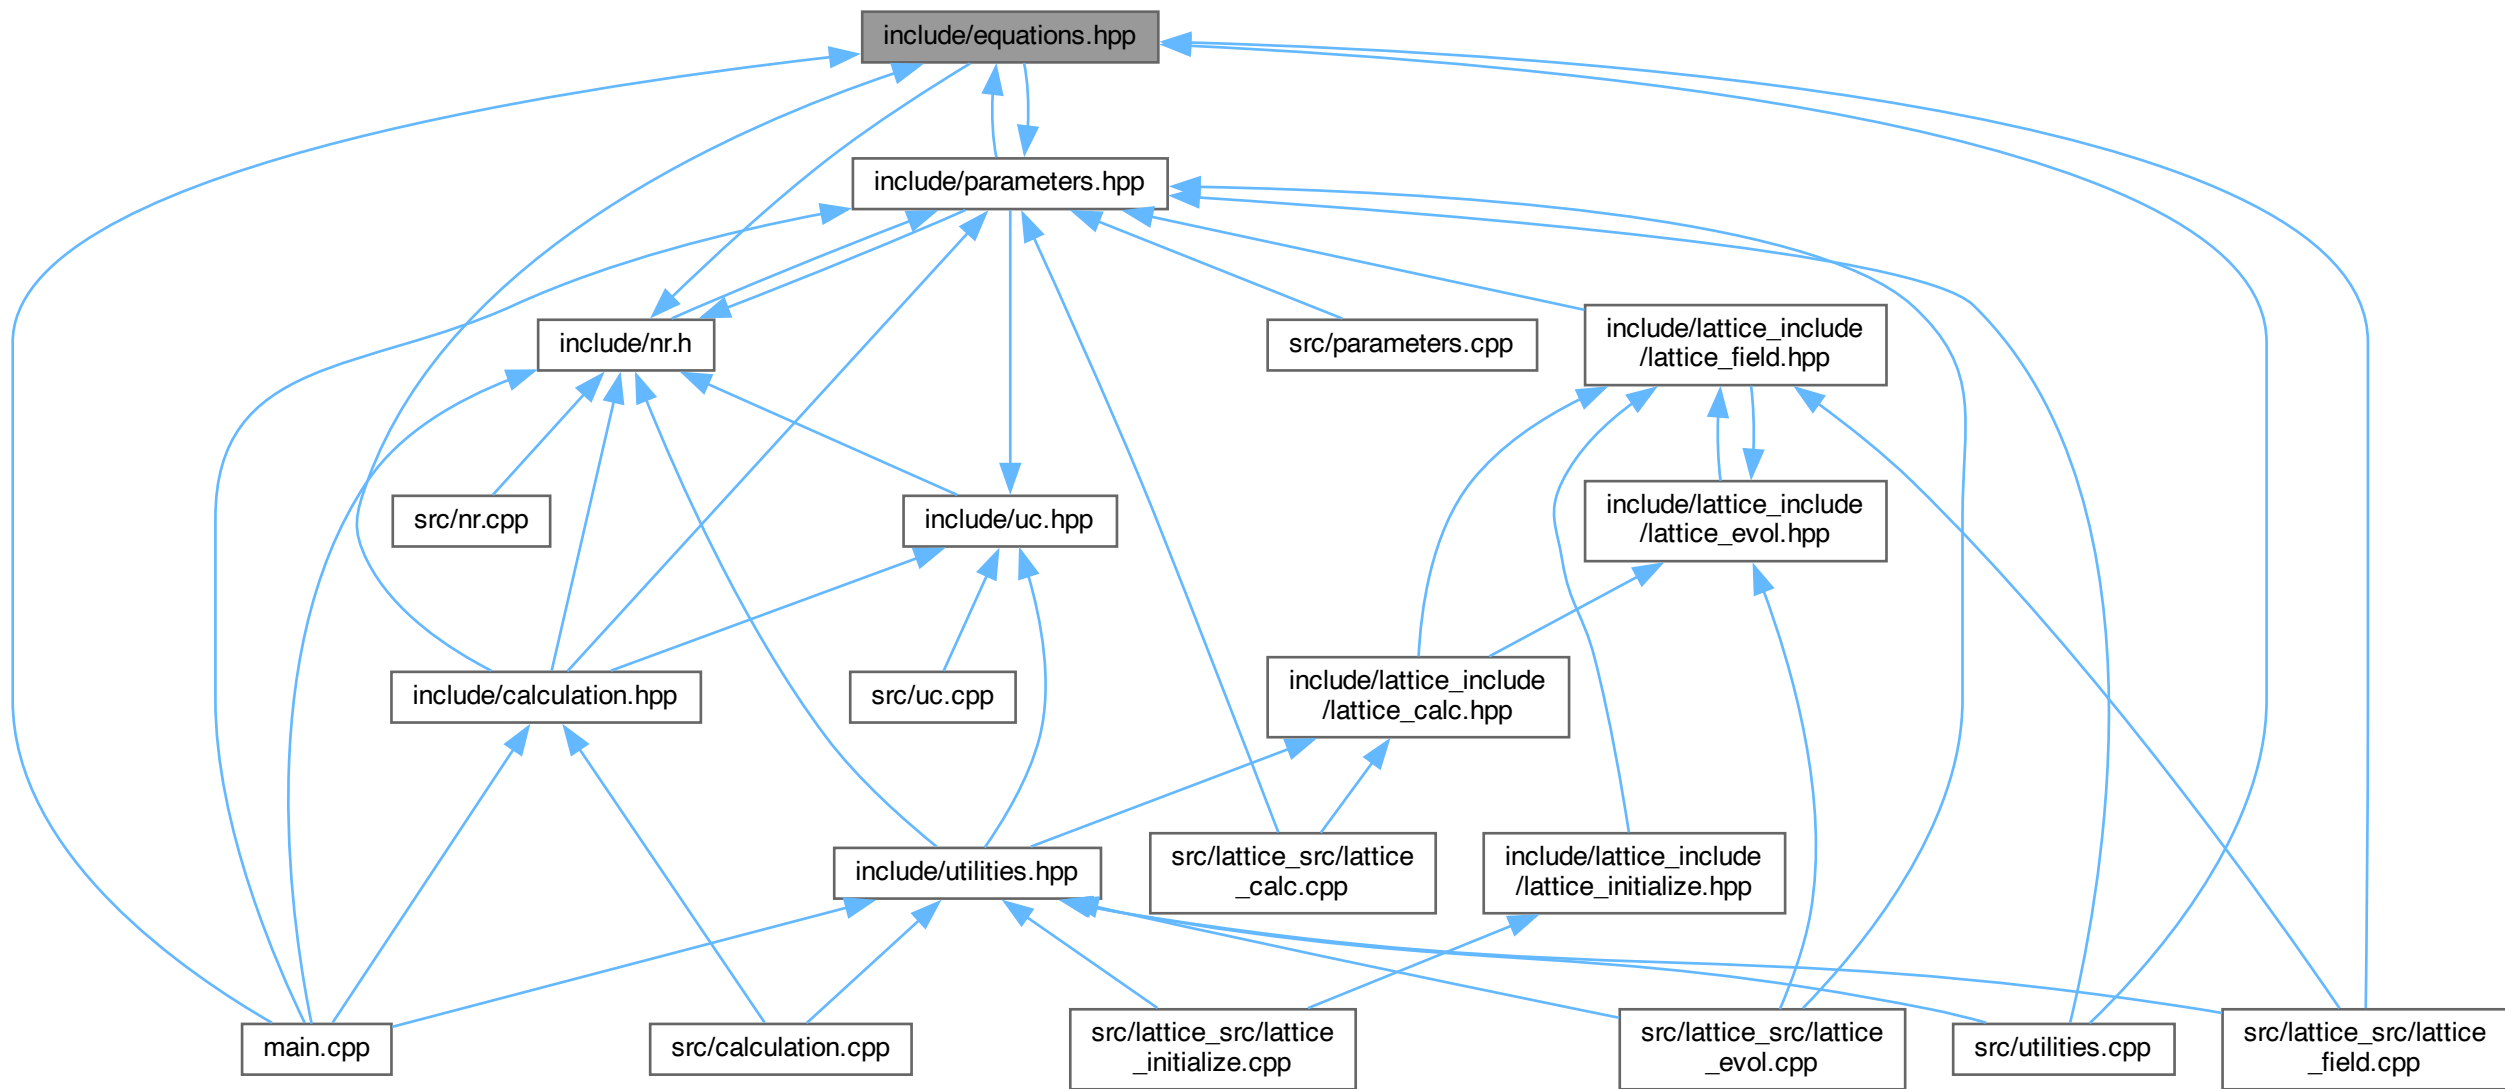 include/equations.hpp
include/parameters.hpp
include/nr.h
src/parameters.cpp
include/lattice_include
/lattice_field.hpp
src/nr.cpp
include/uc.hpp
include/lattice_include
/lattice_evol.hpp
include/calculation.hpp
src/uc.cpp
include/lattice_include
/lattice_calc.hpp
include/utilities.hpp
src/lattice_src/lattice
_calc.cpp
include/lattice_include
/lattice_initialize.hpp
main.cpp
src/calculation.cpp
src/lattice_src/lattice
_initialize.cpp
src/lattice_src/lattice
_evol.cpp
src/utilities.cpp
src/lattice_src/lattice
_field.cpp